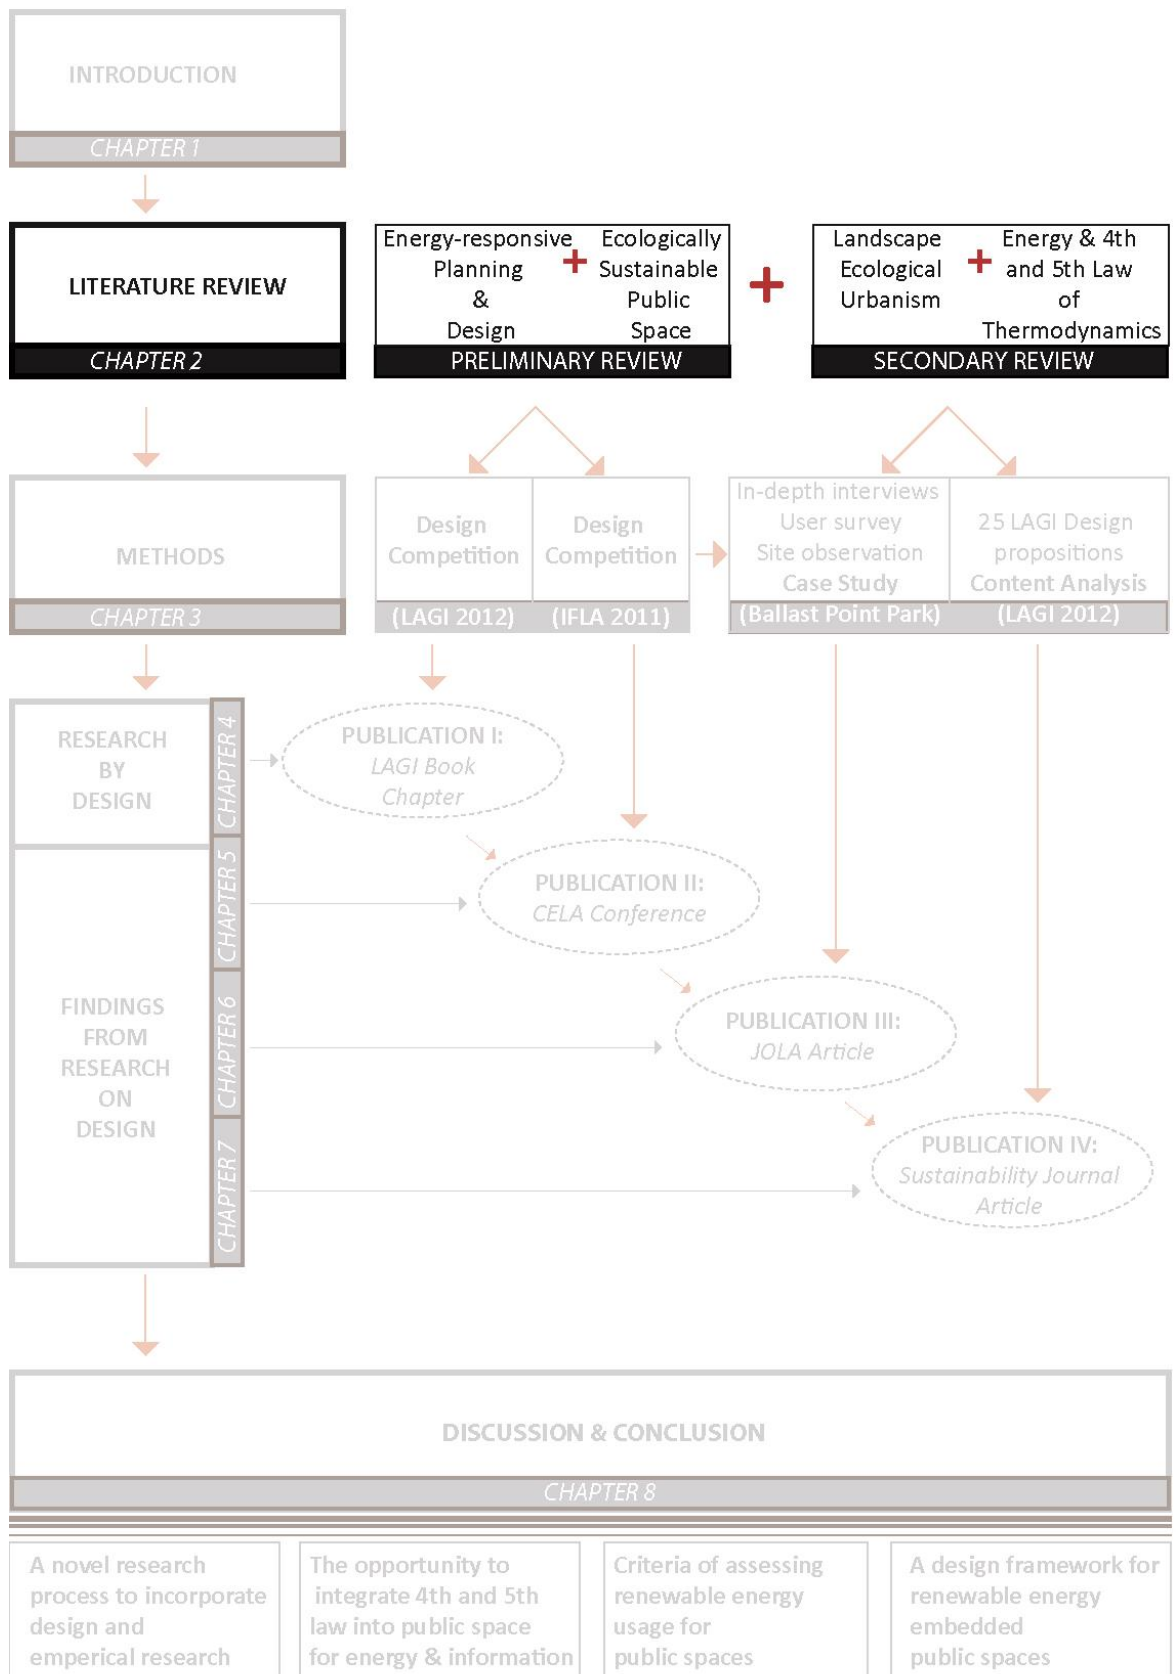 INTRODUCTION
CHAPTER 1
LITERATURE REVIEW
CHAPTER 2
Energy-responsive
Planning
&
Design
+
Ecologically
Sustainable
Public
Space
PRELIMINARY REVIEW
+
Landscape
Ecological
Urbanism
+
Energy & 4th
and 5th Law
of
Thermodynamics
SECONDARY REVIEW
METHODS
CHAPTER 3
Design
Competition
(LAGI 2012)
Design
Competition
(IFLA 2011)
In-depth interviews
User survey
Site observation
Case Study
(Ballast Point Park)
25 LAGI Design
propositions
Content Analysis
(LAGI 2012)
RESEARCH
BY
DESIGN
CHAPTER 4
PUBLICATION I:
LAGI Book
Chapter
FINDINGS
FROM
RESEARCH
ON
DESIGN
CHAPTER 5
PUBLICATION II:
CELA Conference
CHAPTER 6
PUBLICATION III:
JOLA Article
CHAPTER 7
PUBLICATION IV:
Sustainability Journal
Article
DISCUSSION & CONCLUSION
CHAPTER 8
A novel research
process to incorporate
design and
emperical research
The opportunity to
integrate 4th and 5th
law into public space
for energy & information
Criteria of assessing
renewable energy
usage for
public spaces
A design framework for
renewable energy
embedded
public spaces